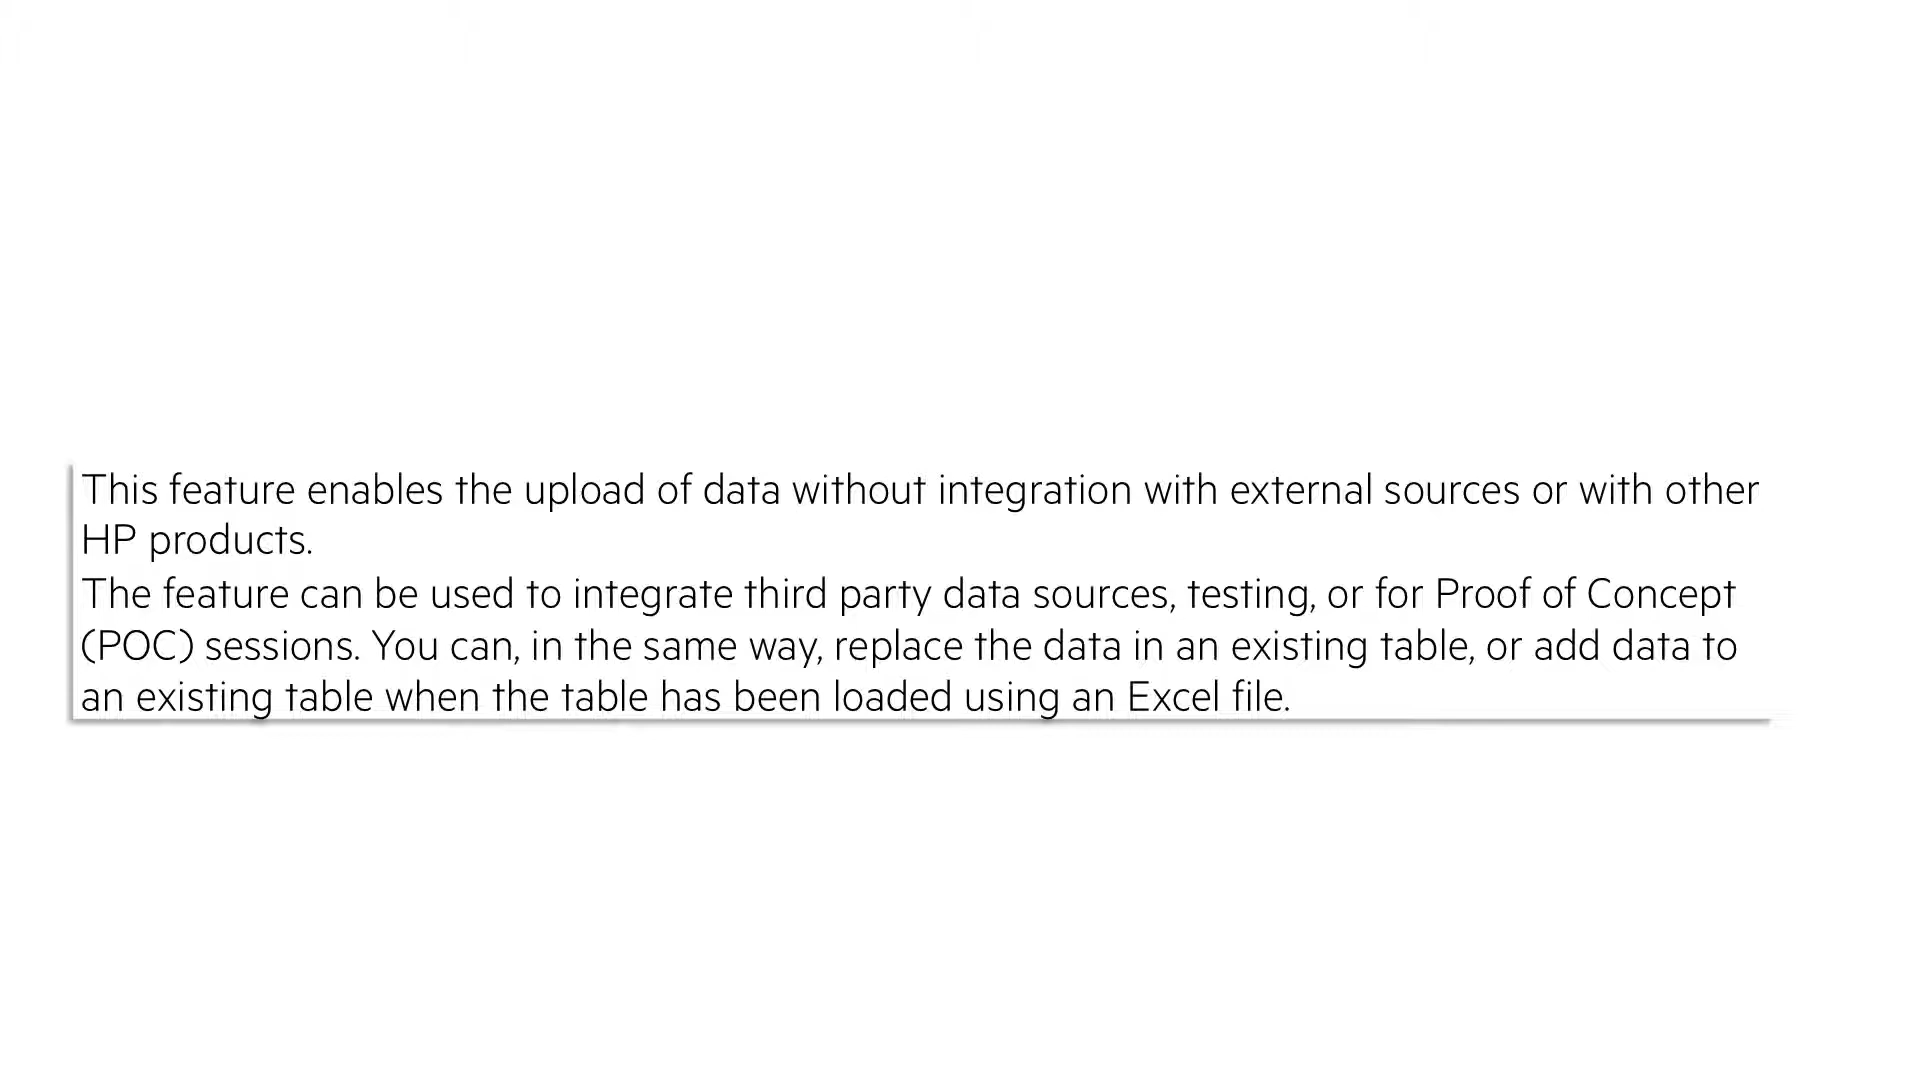 This feature enables the upload of data without integration with external sources or with other
HP products.
The feature can be used to integrate third party data sources, testing, or for Proof of Concept
(POC) sessions. You can, in the same way, replace the data in an existing table, or add data to
an existing table when the table has been loaded using an Excel file.